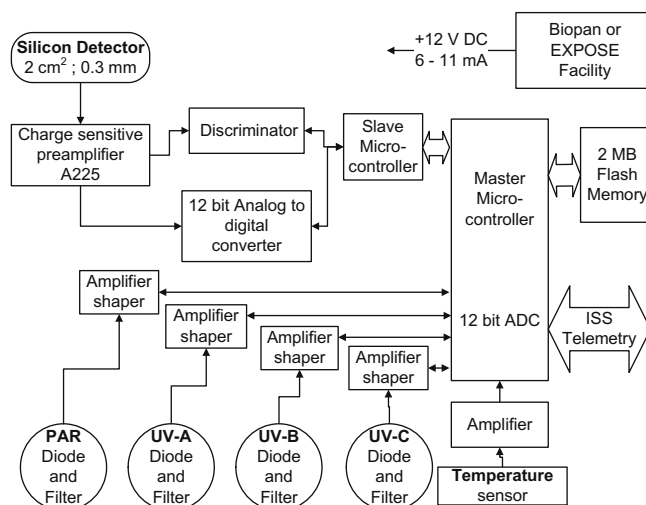 Silicon Detector
2 cm² ; 0.3 mm
+12 V DC
6 - 11 mA
Biopan or
EXPOSE
Facility
Charge sensitive
preamplifier
A225
Discriminator
Slave
Micro-
controller
12 bit Analog to
digital
converter
Master
Micro-
controller
12 bit ADC
2 MB
Flash
Memory
ISS
Telemetry
Amplifier
shaper
Amplifier
shaper
Amplifier
shaper
Amplifier
shaper
PAR
Diode
and
Filter
UV-A
Diode
and
Filter
UV-B
Diode
and
Filter
UV-C
Diode
and
Filter
Amplifier
Temperature
sensor